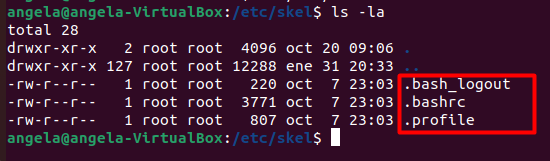 angela@angela-VirtualBox:/etc/skel$ ls -la
total 28
drwxr-xr-x   2 root root  4096 oct 20 09:06 .
drwxr-xr-x 127 root root 12288 ene 31 20:33 ..
-rw-r--r--   1 root root   220 oct  7 23:03 .bash_logout
-rw-r--r--   1 root root  3771 oct  7 23:03 .bashrc
-rw-r--r--   1 root root   807 oct  7 23:03 .profile
angela@angela-VirtualBox:/etc/skel$